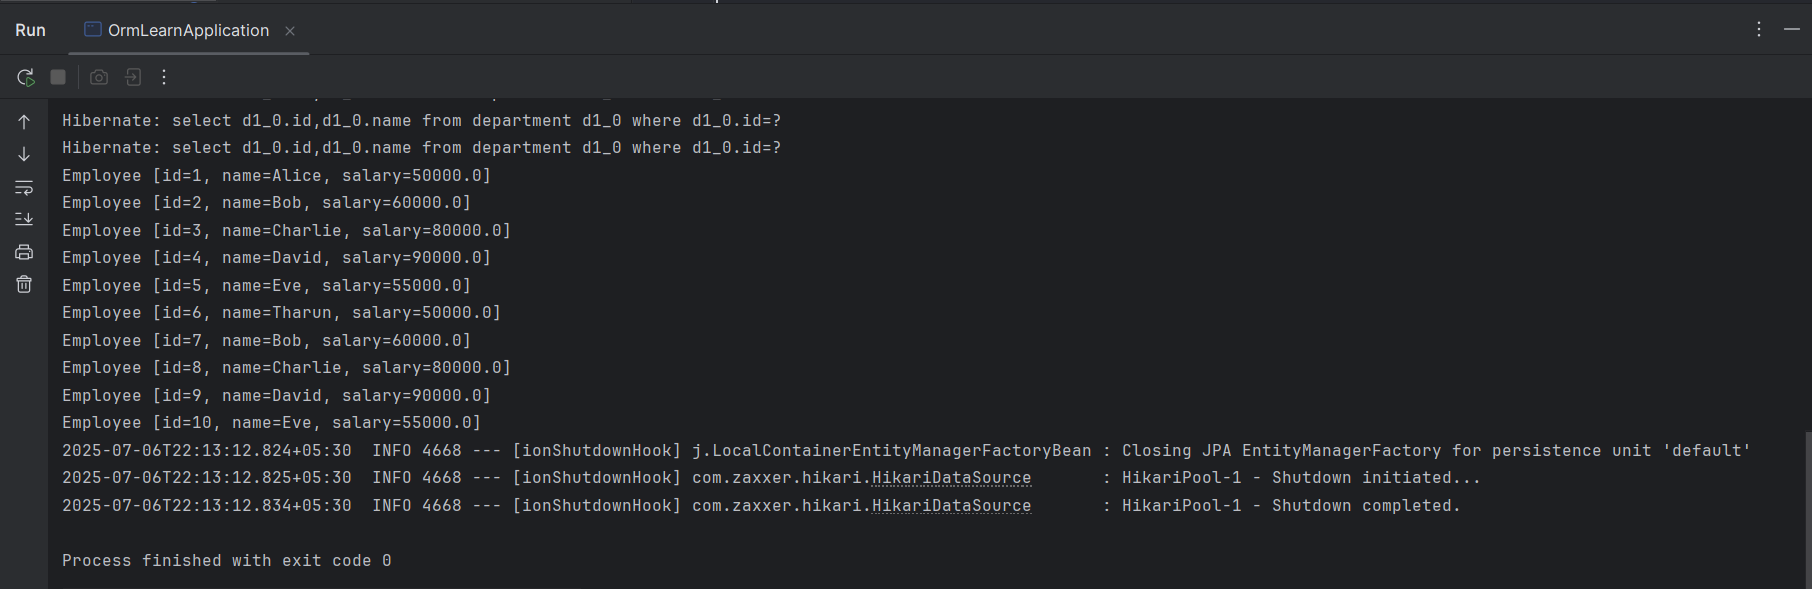 Run OrmLearnApplication
Hibernate: select d1_0.id,d1_0.name from department d1_0 where d1_0.id=?
Hibernate: select d1_0.id,d1_0.name from department d1_0 where d1_0.id=?
Employee [id=1, name=Alice, salary=50000.0]
Employee [id=2, name=Bob, salary=60000.0]
Employee [id=3, name=Charlie, salary=80000.0]
Employee [id=4, name=David, salary=90000.0]
Employee [id=5, name=Eve, salary=55000.0]
Employee [id=6, name=Tharun, salary=50000.0]
Employee [id=7, name=Bob, salary=60000.0]
Employee [id=8, name=Charlie, salary=80000.0]
Employee [id=9, name=David, salary=90000.0]
Employee [id=10, name=Eve, salary=55000.0]
2025-07-06T22:13:12.824+05:30  INFO 4668 --- [ionShutdownHook] j.LocalContainerEntityManagerFactoryBean : Closing JPA EntityManagerFactory for persistence unit 'default'
2025-07-06T22:13:12.825+05:30  INFO 4668 --- [ionShutdownHook] com.zaxxer.hikari.HikariDataSource       : HikariPool-1 - Shutdown initiated...
2025-07-06T22:13:12.834+05:30  INFO 4668 --- [ionShutdownHook] com.zaxxer.hikari.HikariDataSource       : HikariPool-1 - Shutdown completed.
Process finished with exit code 0